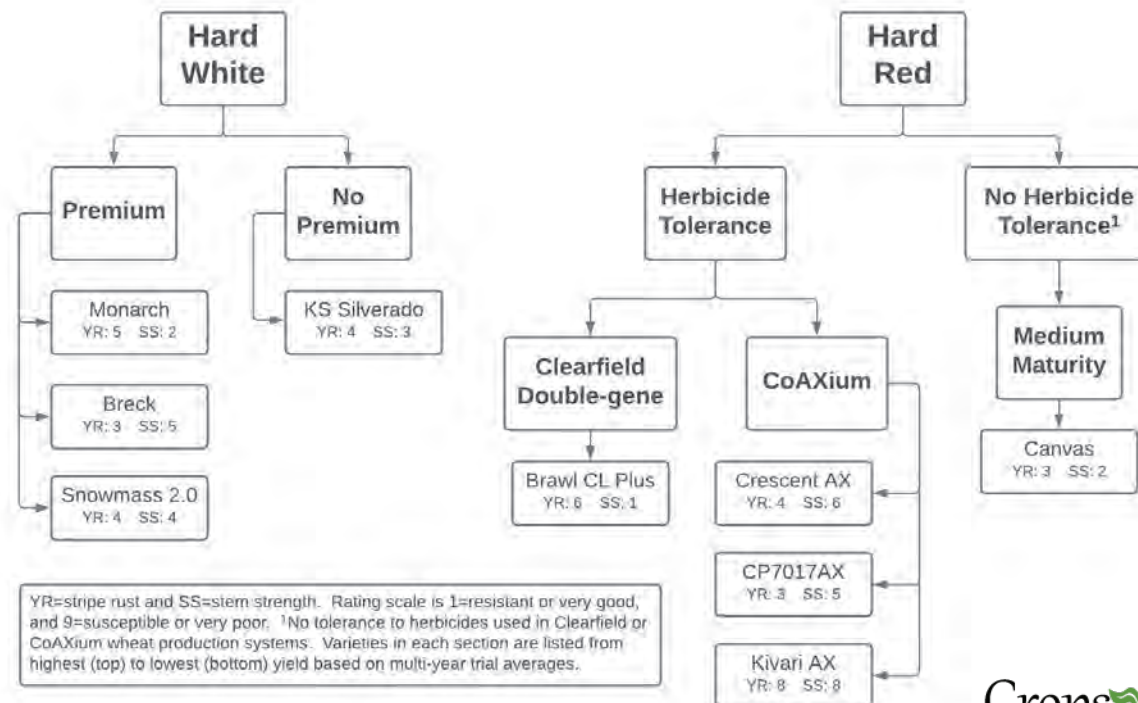 Hard
White
Premium
No
Premium
Monarch
YR: 5 SS: 2
KS Silverado
YR: 4 SS: 3
Breck
YR: 3 SS: 5
Snowmass 2.0
YR: 4 SS: 4
Hard
Red
Herbicide
Tolerance
No Herbicide
Tolerance¹
Clearfield
Double-gene
CoAXium
Medium
Maturity
Brawl CL Plus
YR: 6 SS: 1
Crescent AX
YR: 4 SS: 6
Canvas
YR: 3 SS: 2
CP7017AX
YR: 3 SS: 5
Kivari AX
YR: 8 SS: 8
YR=stripe rust and SS=stem strength. Rating scale is 1=resistant or very good,
and 9=susceptible or very poor. ¹No tolerance to herbicides used in Clearfield or
CoAXium wheat production systems. Varieties in each section are listed from
highest (top) to lowest (bottom) yield based on multi-year trial averages.
Crops